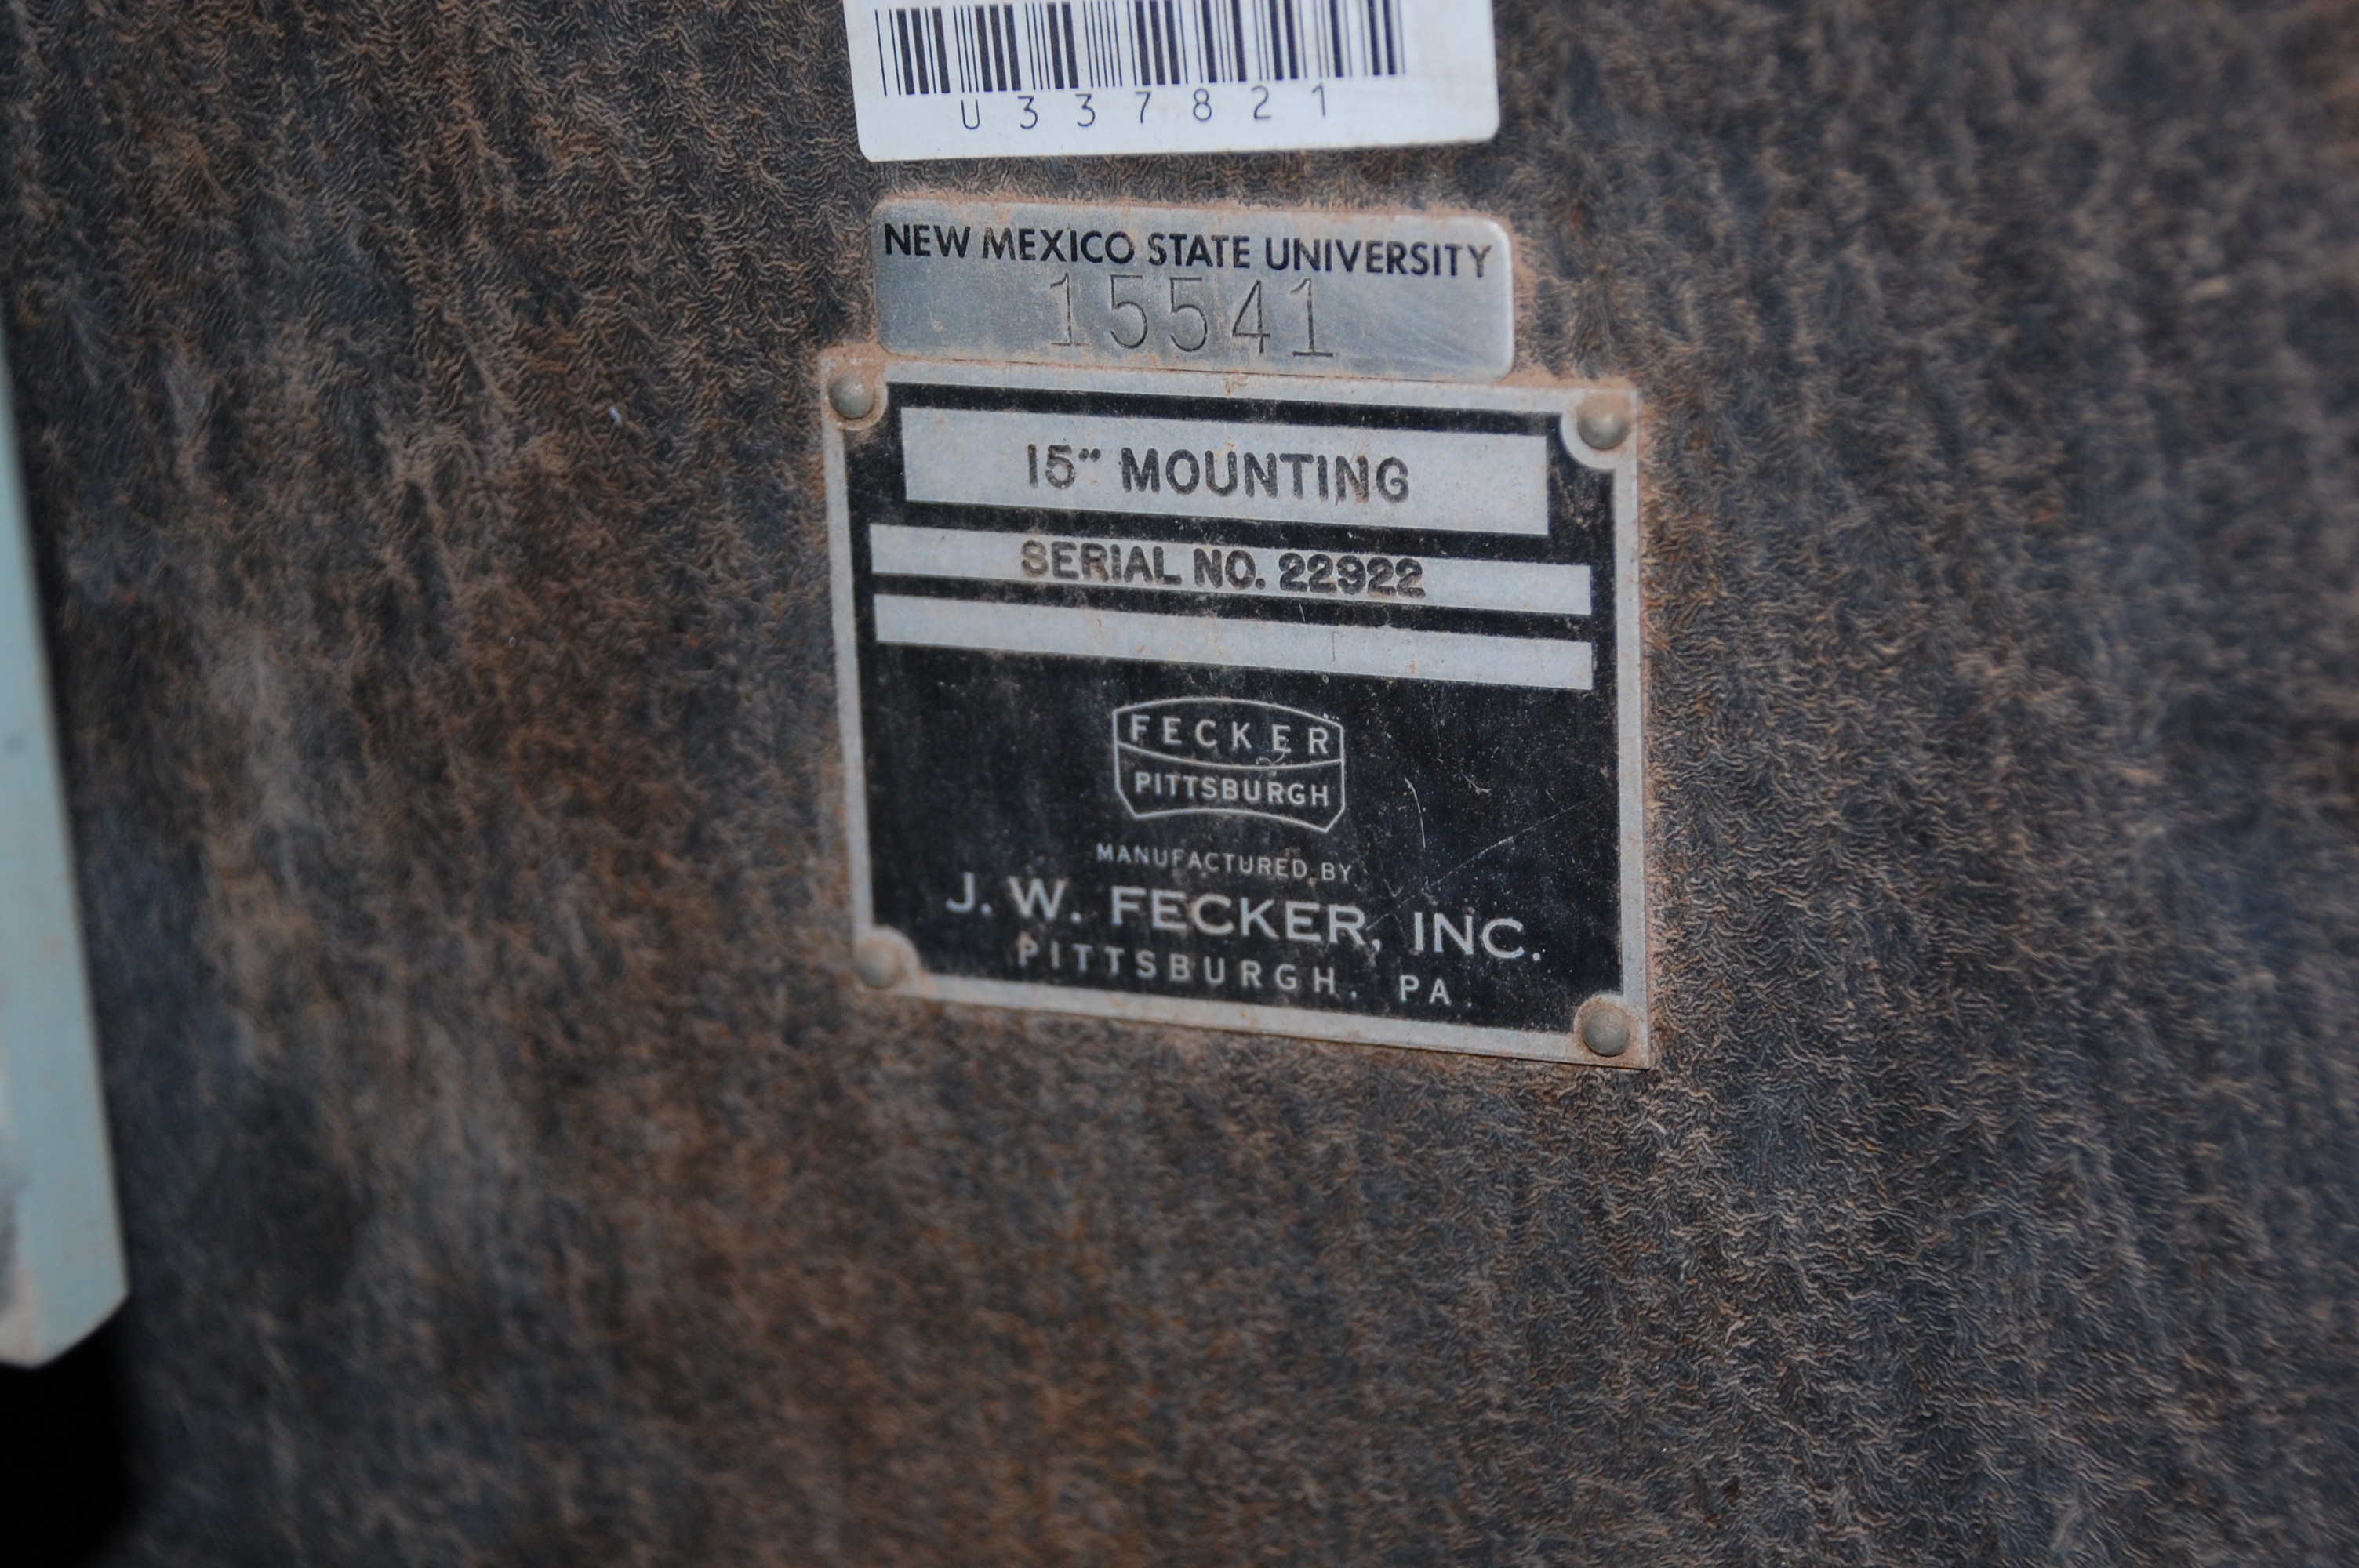 U337821
NEW MEXICO STATE UNIVERSITY
15541
15" MOUNTING
SERIAL NO. 22922
FECKER
PITTSBURGH
MANUFACTURED BY
J. W. FECKER, INC.
PITTSBURGH, PA.